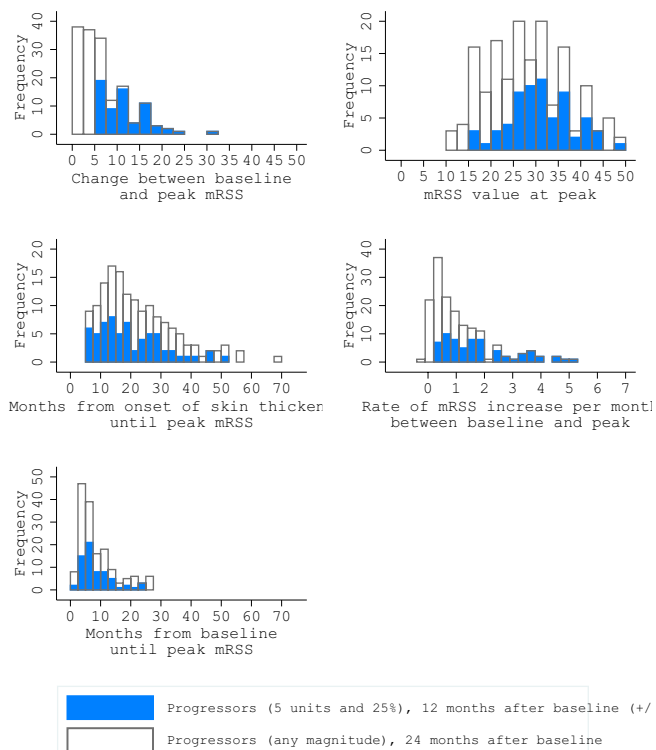 Frequency
0 10 20 30 40
0 5 10 15 20 25 30 35 40 45 50
Change between baseline
and peak mRSS
Frequency
0 5 10 15 20
0 5 10 15 20 25 30 35 40 45 50
mRSS value at peak
Frequency
0 5 10 15 20
0 10 20 30 40 50 60 70
Months from onset of skin thicken
until peak mRSS
Frequency
0 10 20 30 40
0 1 2 3 4 5 6 7
Rate of mRSS increase per mont
between baseline and peak
Frequency
0 10 20 30 40 50
0 10 20 30 40 50 60 70
Months from baseline
until peak mRSS
Progressors (5 units and 25%), 12 months after baseline (+/
Progressors (any magnitude), 24 months after baseline